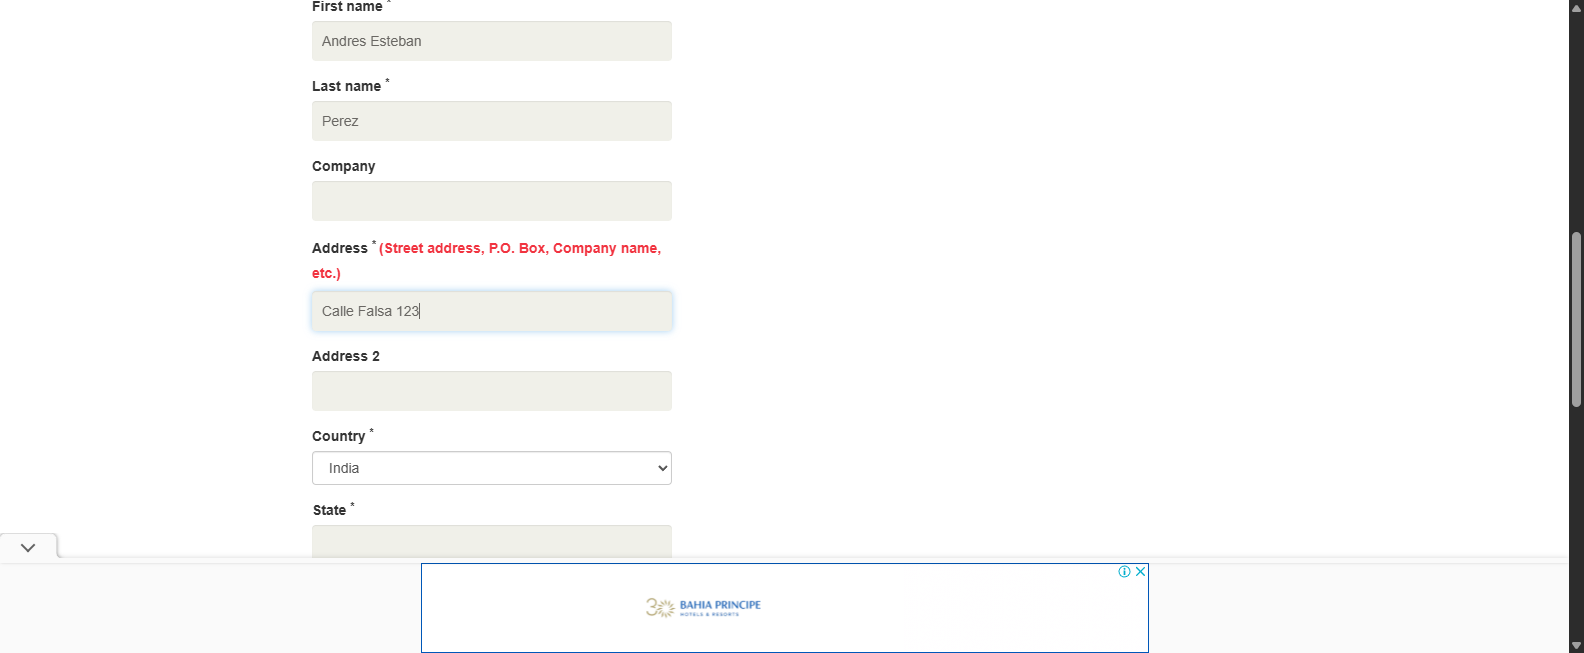 First name *
Andres Esteban
Last name *
Perez
Company
Address * (Street address, P.O. Box, Company name,
etc.)
Calle Falsa 123
Address 2
Country *
India
State *
30 BAHIA PRINCIPE
HOTELS & RESORTS